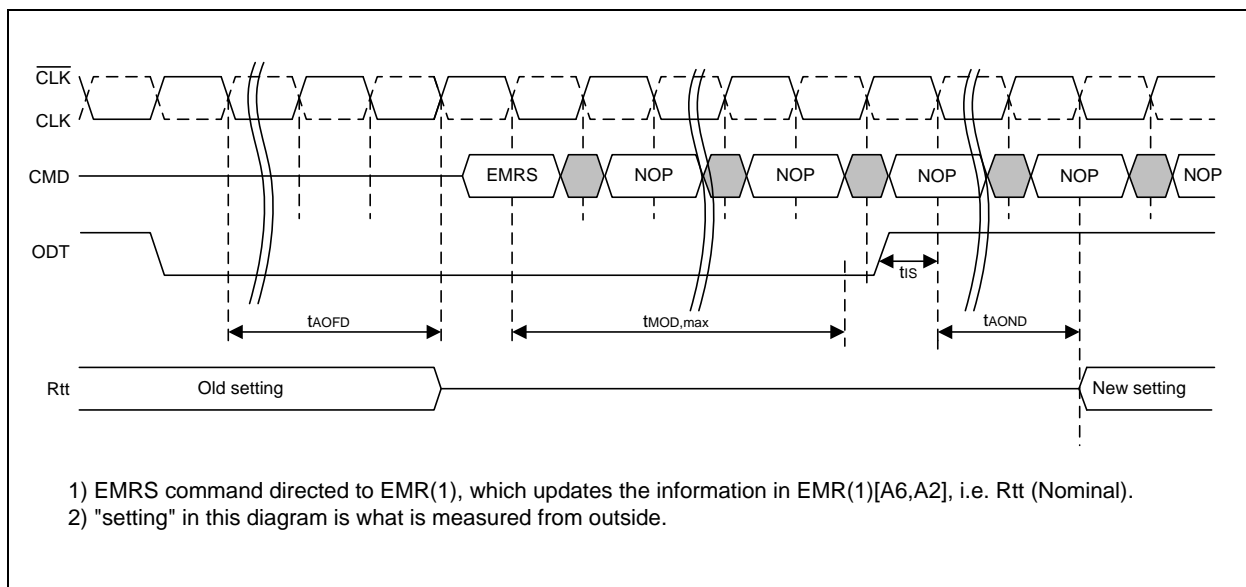 CLK
CLK
CMD EMRS NOP NOP NOP NOP NOP
ODT
tIS
tAOFD tMOD,max tAOND
Rtt Old setting New setting
1) EMRS command directed to EMR(1), which updates the information in EMR(1)[A6,A2], i.e. Rtt (Nominal).
2) "setting" in this diagram is what is measured from outside.